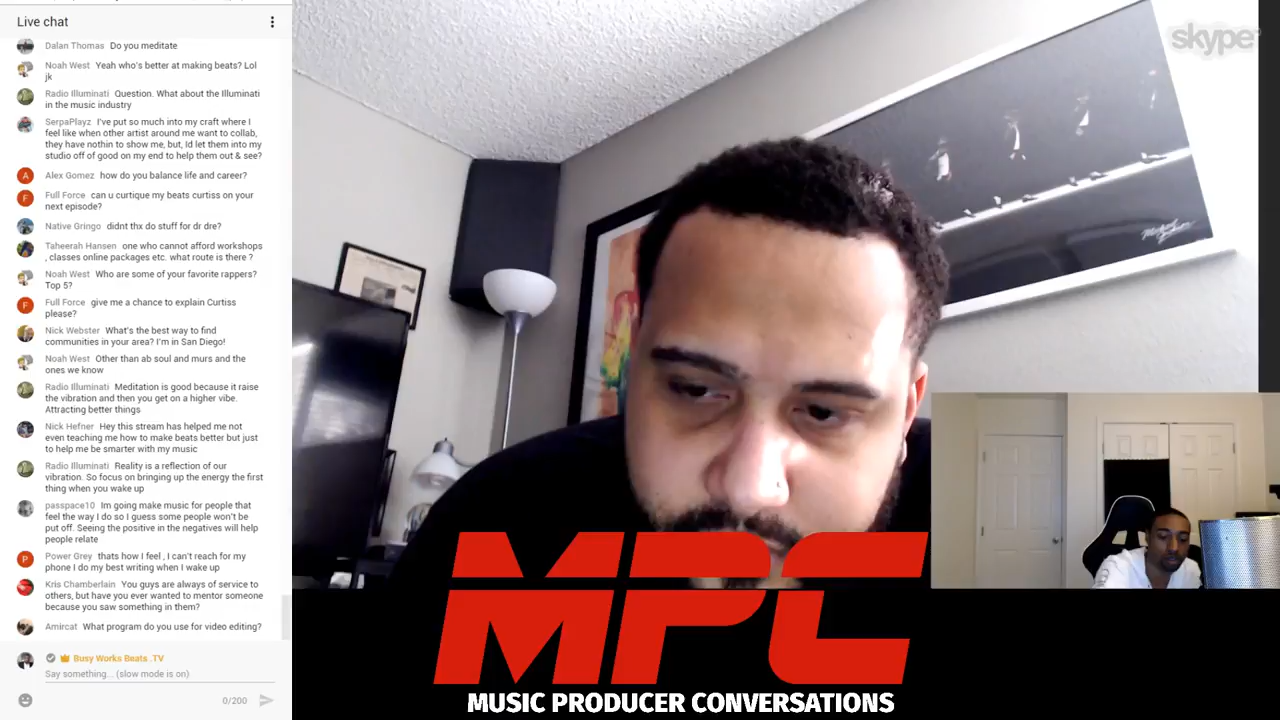 Live chat
Dalan Thomas Do you meditate
Noah West Yeah who's better at making beats? Lol
jk
Radio Illuminati Question. What about the Illuminati
in the music industry
SerpaPlayz I've put so much into my craft where I
feel like when other artist around me want to collab,
they have nothin to show me, but, Id let them into my
studio off of good on my end to help them out & see?
A Alex Gomez how do you balance life and career?
F Full Force can u curtique my beats curtiss on your
next episode?
Native Gringo didnt thx do stuff for dr dre?
Taheerah Hansen one who cannot afford workshops
, classes online packages etc. what route is there ?
Noah West Who are some of your favorite rappers?
Top 5?
F Full Force give me a chance to explain Curtiss
please?
Nick Webster What's the best way to find
communities in your area? I'm in San Diego!
Noah West Other than ab soul and murs and the
ones we know
Radio Illuminati Meditation is good because it raise
the vibration and then you get on a higher vibe.
Attracting better things
Nick Hefner Hey this stream has helped me not
even teaching me how to make beats better but just
to help me be smarter with my music
Radio Illuminati Reality is a reflection of our
vibration. So focus on bringing up the energy the first
thing when you wake up
passpace10 Im going make music for people that
feel the way I do so I guess some people won't be
put off. Seeing the positive in the negatives will help
people relate
P Power Grey thats how I feel , I can't reach for my
phone I do my best writing when I wake up
Kris Chamberlain You guys are always of service to
others, but have you ever wanted to mentor someone
because you saw something in them?
Amircat What program do you use for video editing?
Busy Works Beats .TV
Say something... (slow mode is on)
0/200
skype
MPC
MUSIC PRODUCER CONVERSATIONS